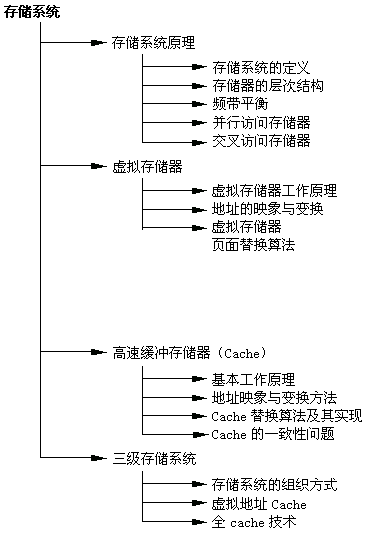 存储系统
存储系统原理
存储系统的定义
存储器的层次结构
频带平衡
并行访问存储器
交叉访问存储器
虚拟存储器
虚拟存储器工作原理
地址的映象与变换
虚拟存储器
页面替换算法
高速缓冲存储器（Cache）
基本工作原理
地址映象与变换方法
Cache 替换算法及其实现
Cache 的一致性问题
三级存储系统
存储系统的组织方式
虚拟地址 Cache
全 cache 技术